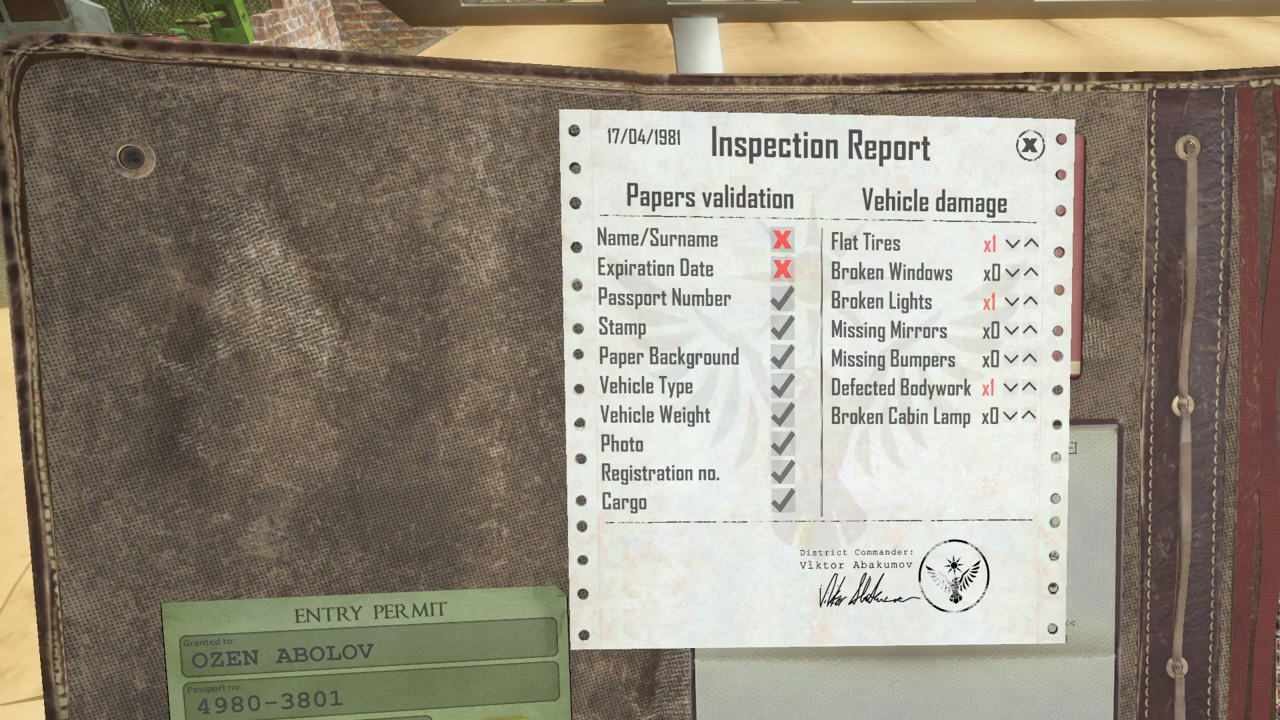 17/04/1981
Inspection Report
X
Papers validation
Name/Surname X
Expiration Date X
Passport Number
Stamp
Paper Background
Vehicle Type
Vehicle Weight
Photo
Registration no.
Cargo
Vehicle damage
Flat Tires x1
Broken Windows x0
Broken Lights x1
Missing Mirrors x0
Missing Bumpers x0
Defected Bodywork x1
Broken Cabin Lamp x0
District Commander:
Viktor Abakumov
ENTRY PERMIT
Granted to:
OZEN ABOLOV
Passport no.
4980-3801
<<